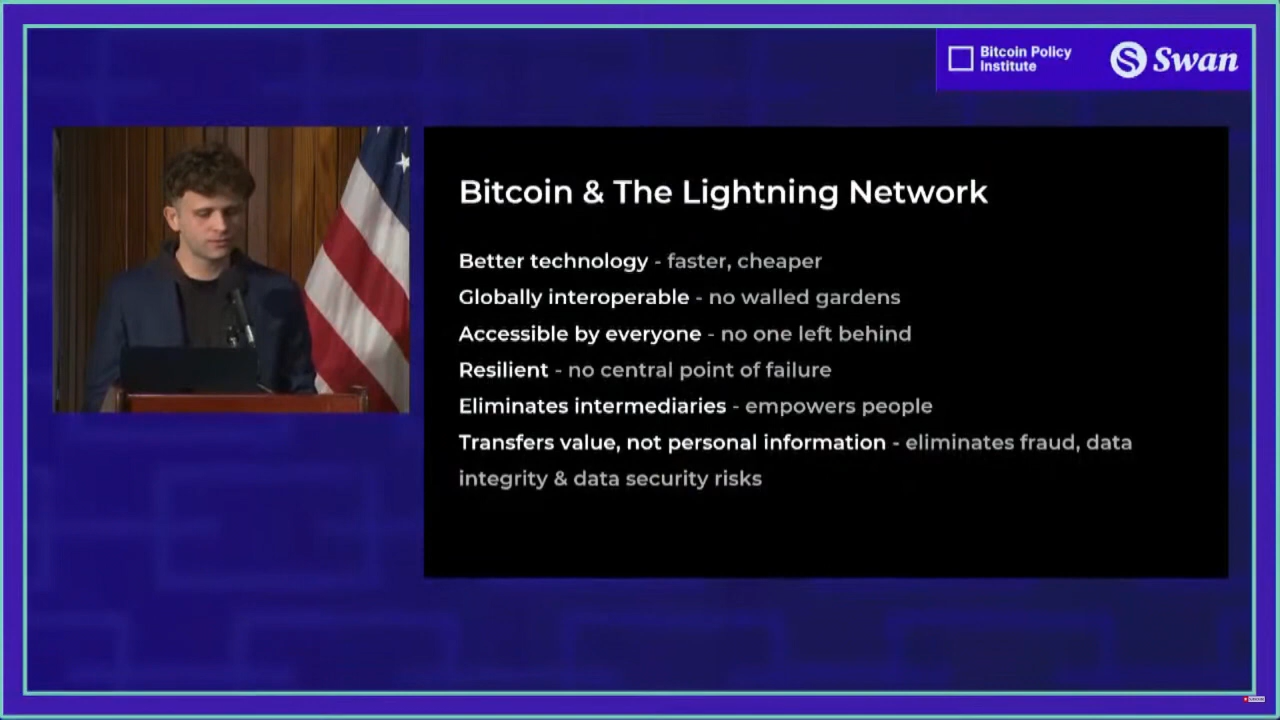 Bitcoin Policy
Institute
Swan
Bitcoin & The Lightning Network
Better technology - faster, cheaper
Globally interoperable - no walled gardens
Accessible by everyone - no one left behind
Resilient - no central point of failure
Eliminates intermediaries - empowers people
Transfers value, not personal information - eliminates fraud, data
integrity & data security risks